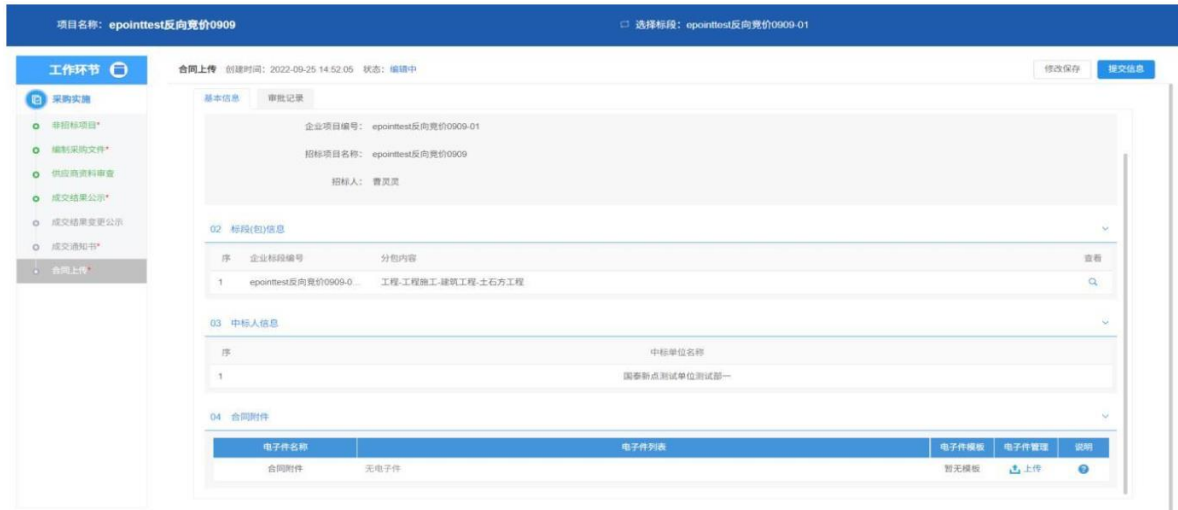 项目名称：epointtest反向竞价0909 选择标段：epointtest反向竞价0909-01
工作环节
采购实施
非招标项目*
编制采购文件*
供应商资料审查
成交结果公示*
成交结果变更公示
成交通知书*
合同上传*
合同上传 创建时间：2022-09-25 14:52:05 状态：编辑中 修改保存 提交信息
基本信息 审批记录
企业项目编号： epointtest反向竞价0909-01
招标项目名称： epointtest反向竞价0909
招标人： 曹灵灵
02 标段(包)信息
序 企业标段编号 分包内容 查看
1 epointtest反向竞价0909-0... 工程-工程施工-建筑工程-土石方工程
03 中标人信息
序 中标单位名称
1 国泰新点测试单位测试部一
04 合同附件
电子件名称 电子件列表 电子件模板 电子件管理 说明
合同附件 无电子件 暂无模板 上传